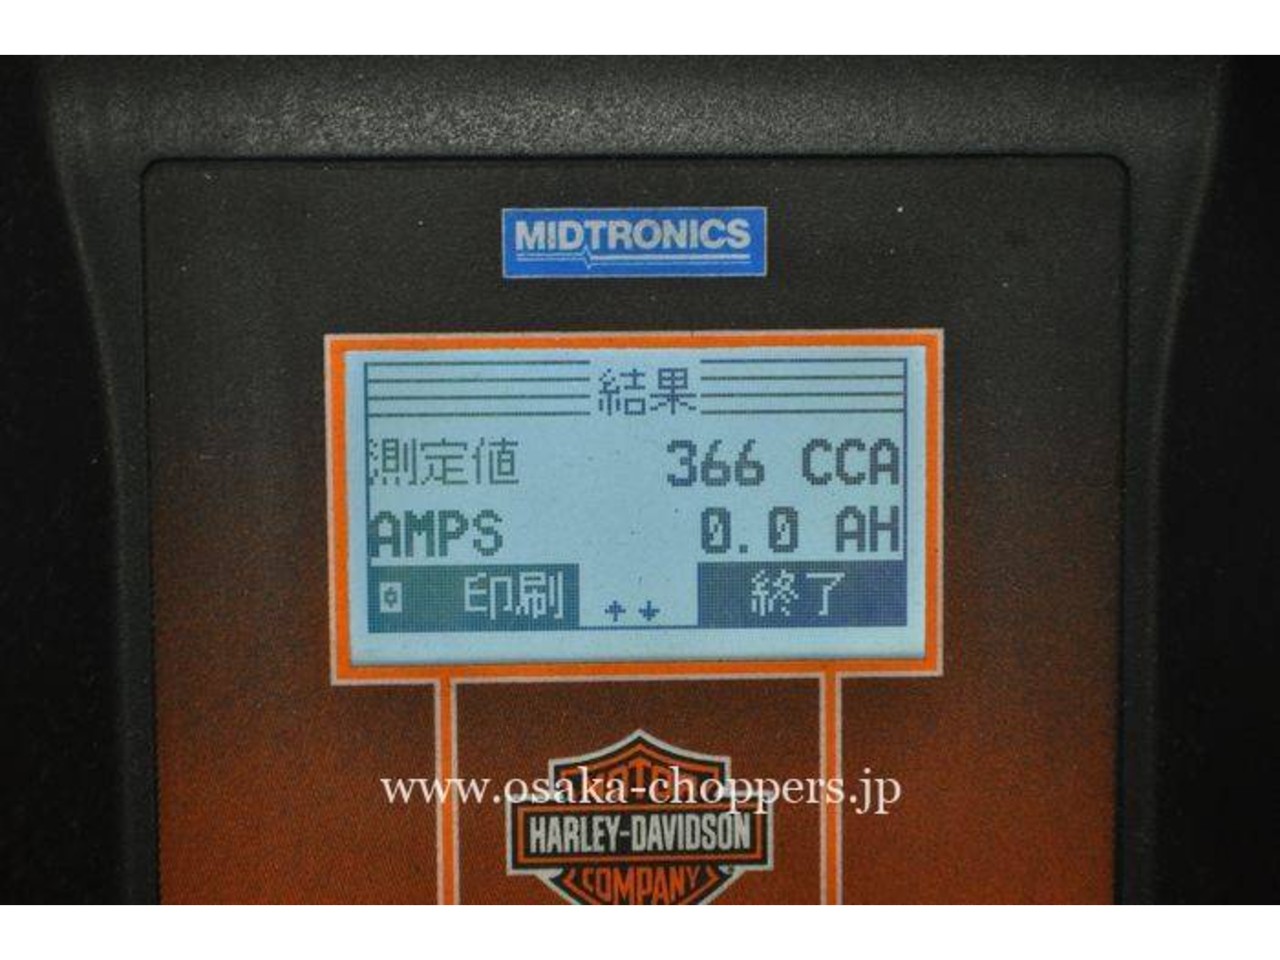 MIDTRONICS
結果
測定値 366 CCA
AMPS 0.0 AH
印刷 終了
MOTOR
www.osaka-choppers.jp
HARLEY-DAVIDSON
COMPANY